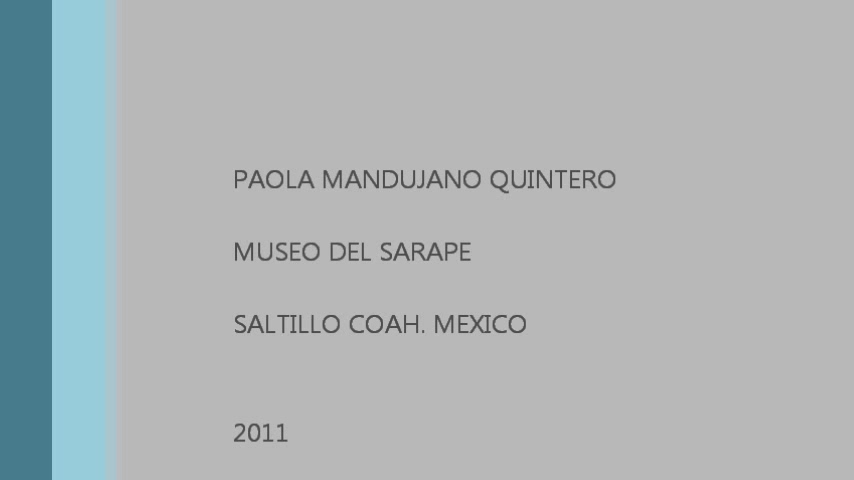 PAOLA MANDUJANO QUINTERO
MUSEO DEL SARAPE
SALTILLO COAH. MEXICO
2011